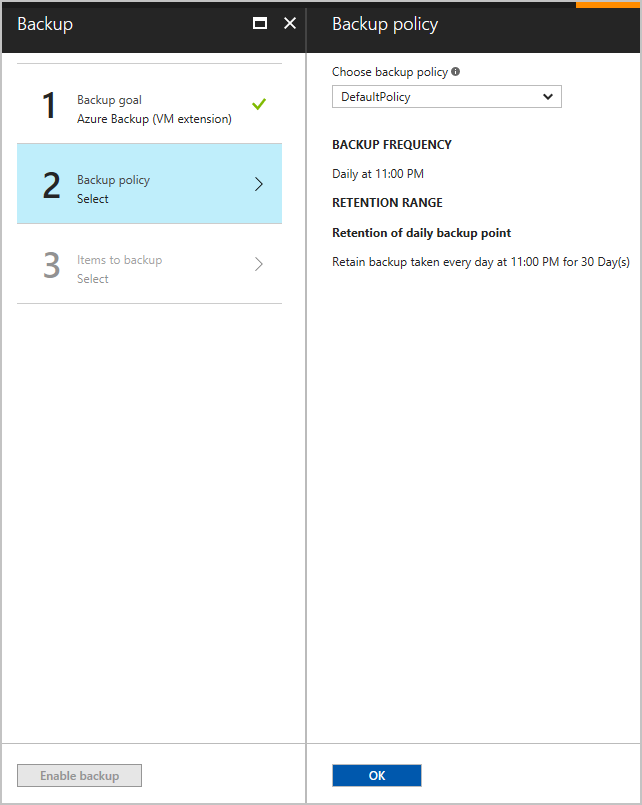 Backup
1
Backup goal
Azure Backup (VM extension)
2
Backup policy
Select
3
Items to backup
Select
Enable backup
Backup policy
Choose backup policy
DefaultPolicy
BACKUP FREQUENCY
Daily at 11:00 PM
RETENTION RANGE
Retention of daily backup point
Retain backup taken every day at 11:00 PM for 30 Day(s)
OK